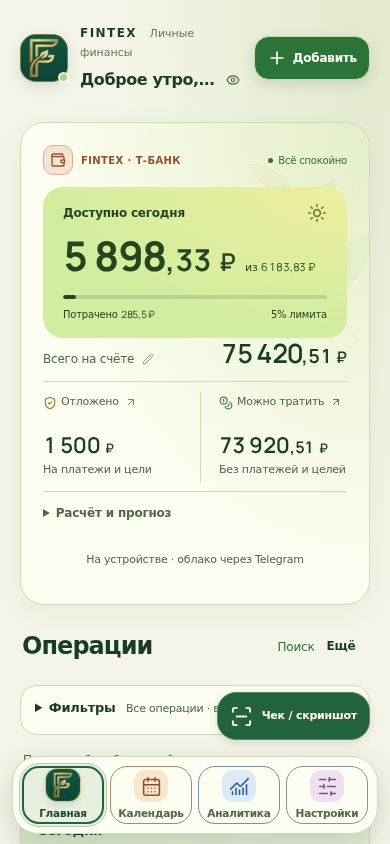 FINTEX Личные
финансы
Доброе утро,...
Добавить
FINTEX · Т-БАНК
Всё спокойно
Доступно сегодня
5 898,33 ₽ из 6 183,83 ₽
Потрачено 285,5 ₽ 5% лимита
Всего на счёте 75 420,51 ₽
Отложено
1 500 ₽
На платежи и цели
Можно тратить
73 920,51 ₽
Без платежей и целей
Расчёт и прогноз
На устройстве · облако через Telegram
Операции
Поиск Ещё
Фильтры Все операции · в
Чек / скриншот
Главная Календарь Аналитика Настройки